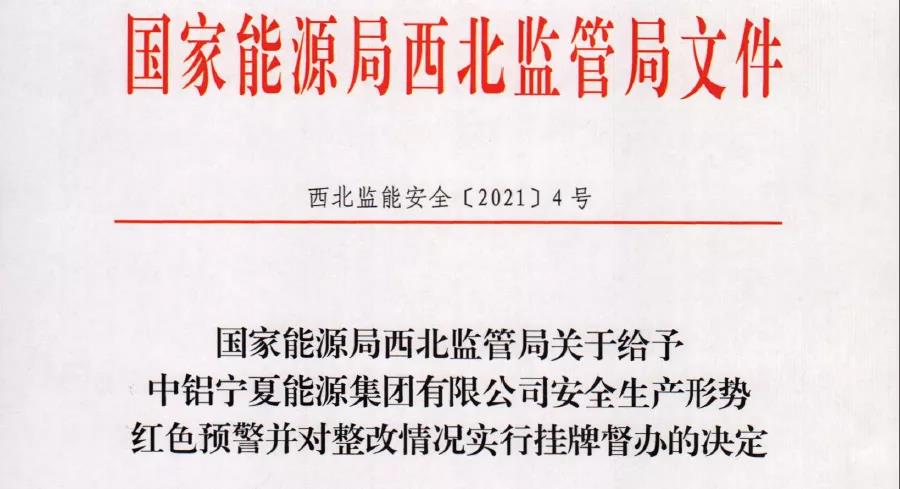 国家能源局西北监管局文件
西北监能安全〔2021〕4号
国家能源局西北监管局关于给予
中铝宁夏能源集团有限公司安全生产形势
红色预警并对整改情况实行挂牌督办的决定